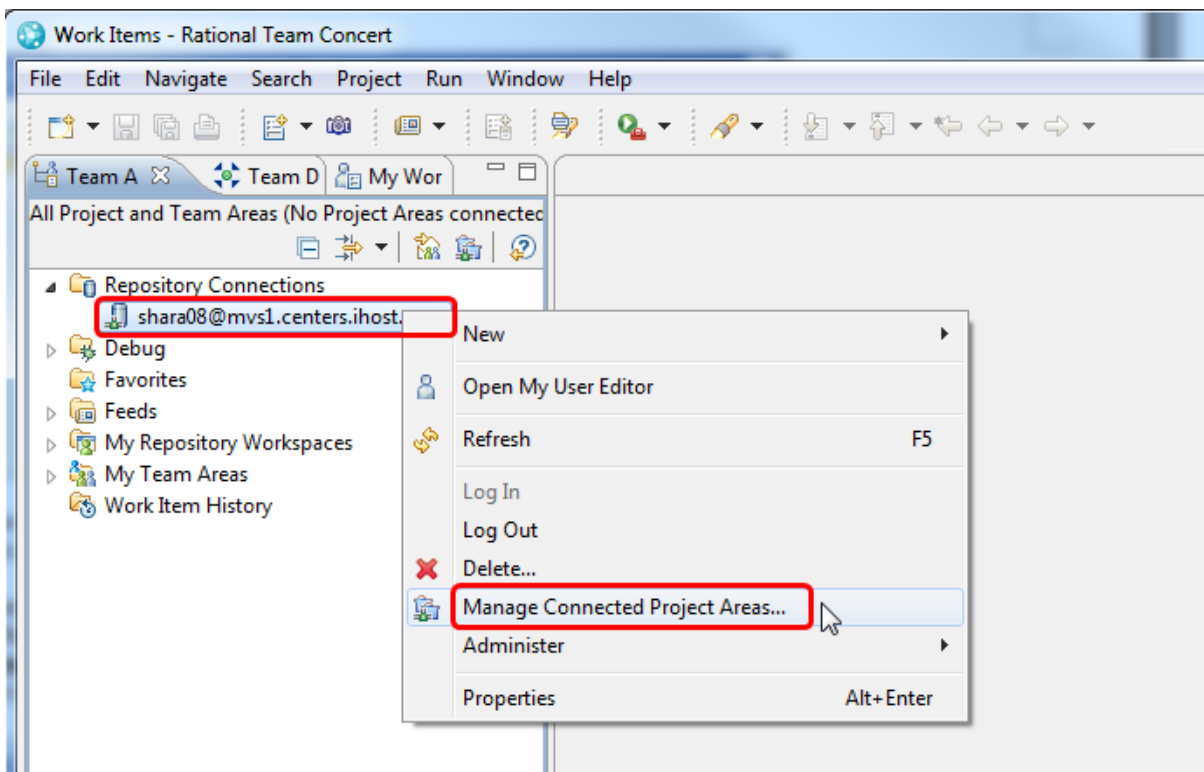 Work Items - Rational Team Concert
File Edit Navigate Search Project Run Window Help
Team A Team D My Wor
All Project and Team Areas (No Project Areas connected
Repository Connections
shara08@mvs1.centers.ihost.
Debug
Favorites
Feeds
My Repository Workspaces
My Team Areas
Work Item History
New
Open My User Editor
Refresh F5
Log In
Log Out
Delete...
Manage Connected Project Areas...
Administer
Properties Alt+Enter